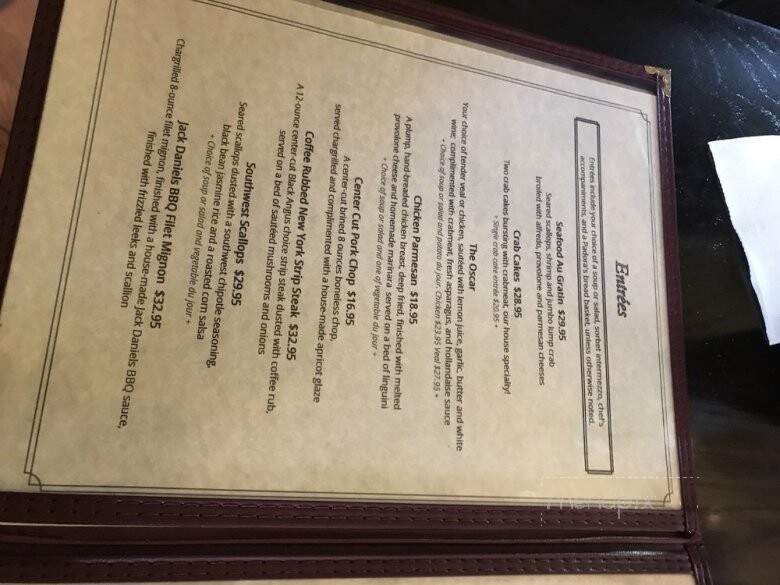 Entrées
Entrées include your choice of a soup or salad, sorbet intermezzo, chef's
accompaniments, and a Padora's bread basket, unless otherwise noted.
Seafood Au Gratin $29.95
Seared scallops, shrimp and jumbo lump crab
broiled with alfredo, provolone and parmesan cheeses
Crab Cakes $28.95
Two crab cakes bursting with crabmeat, our house specialty!
+ Single crab cake entrée $20.95 +
The Oscar
Your choice of tender veal or chicken, sautéed with lemon juice, garlic, butter and white
wine; complimented with crabmeat, fresh asparagus, and hollandaise sauce
+ Choice of soup or salad and potato du jour. Chicken $23.95 Veal $27.95 +
Chicken Parmesan $18.95
A plump, hand-breaded chicken breast, deep fried, finished with melted
provolone cheese and homemade marinara served on a bed of linguini
+ Choice of soup or salad and one of vegetable du jour +
Center Cut Pork Chop $16.95
A center-cut brined 8 ounces boneless chop,
served chargrilled and complimented with a house-made apricot glaze
Coffee Rubbed New York Strip Steak $32.95
A 12-ounce center-cut Black Angus choice strip steak dusted with coffee rub,
served on a bed of sautéed mushrooms and onions
Southwest Scallops $29.95
Seared scallops dusted with a southwest chipotle seasoning,
black bean jasmine rice and a roasted corn salsa
+ Choice of soup or salad and vegetable du jour +
Jack Daniels BBQ Filet Mignon $32.95
Chargrilled 8-ounce filet mignon, finished with a house-made Jack Daniels BBQ sauce,
finished with frizzled leeks and scallion